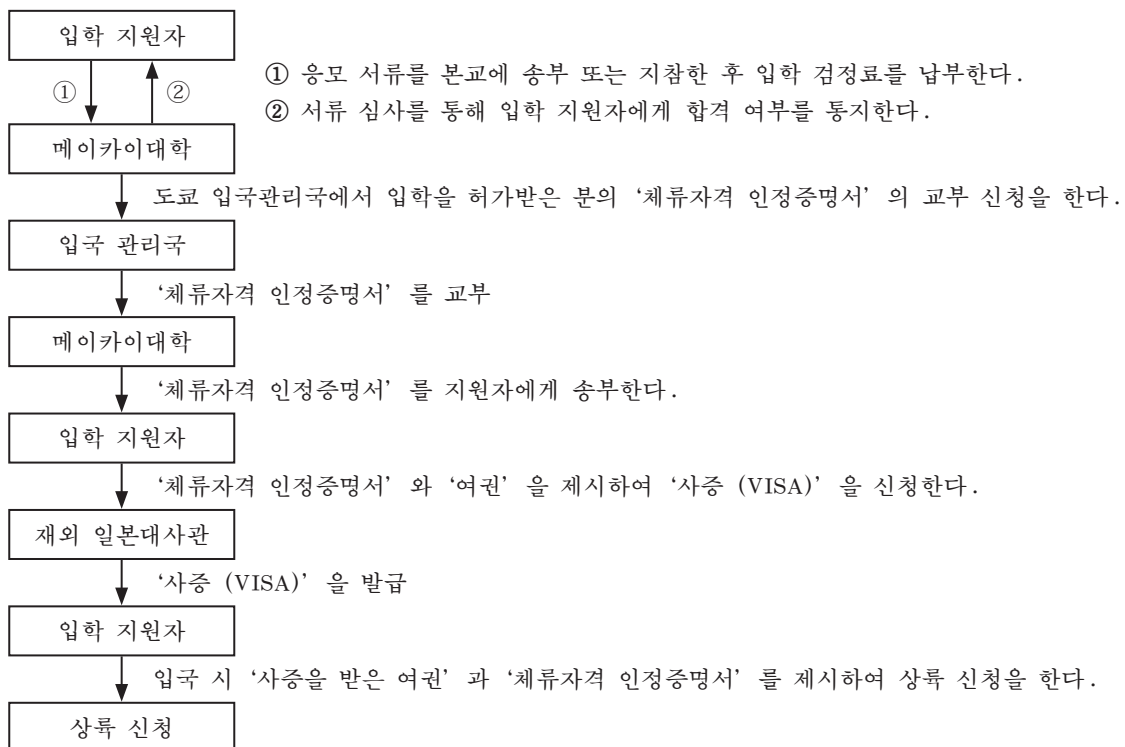 입학 지원자
① ②
① 응모 서류를 본교에 송부 또는 지참한 후 입학 검정료를 납부한다.
② 서류 심사를 통해 입학 지원자에게 합격 여부를 통지한다.
메이카이대학
도쿄 입국관리국에서 입학을 허가받은 분의 ‘체류자격 인정증명서’ 의 교부 신청을 한다.
입국 관리국
‘체류자격 인정증명서’ 를 교부
메이카이대학
‘체류자격 인정증명서’ 를 지원자에게 송부한다.
입학 지원자
‘체류자격 인정증명서’ 와 ‘여권’ 을 제시하여 ‘사증 (VISA)’ 을 신청한다.
재외 일본대사관
‘사증 (VISA)’ 을 발급
입학 지원자
입국 시 ‘사증을 받은 여권’ 과 ‘체류자격 인정증명서’ 를 제시하여 상륙 신청을 한다.
상륙 신청